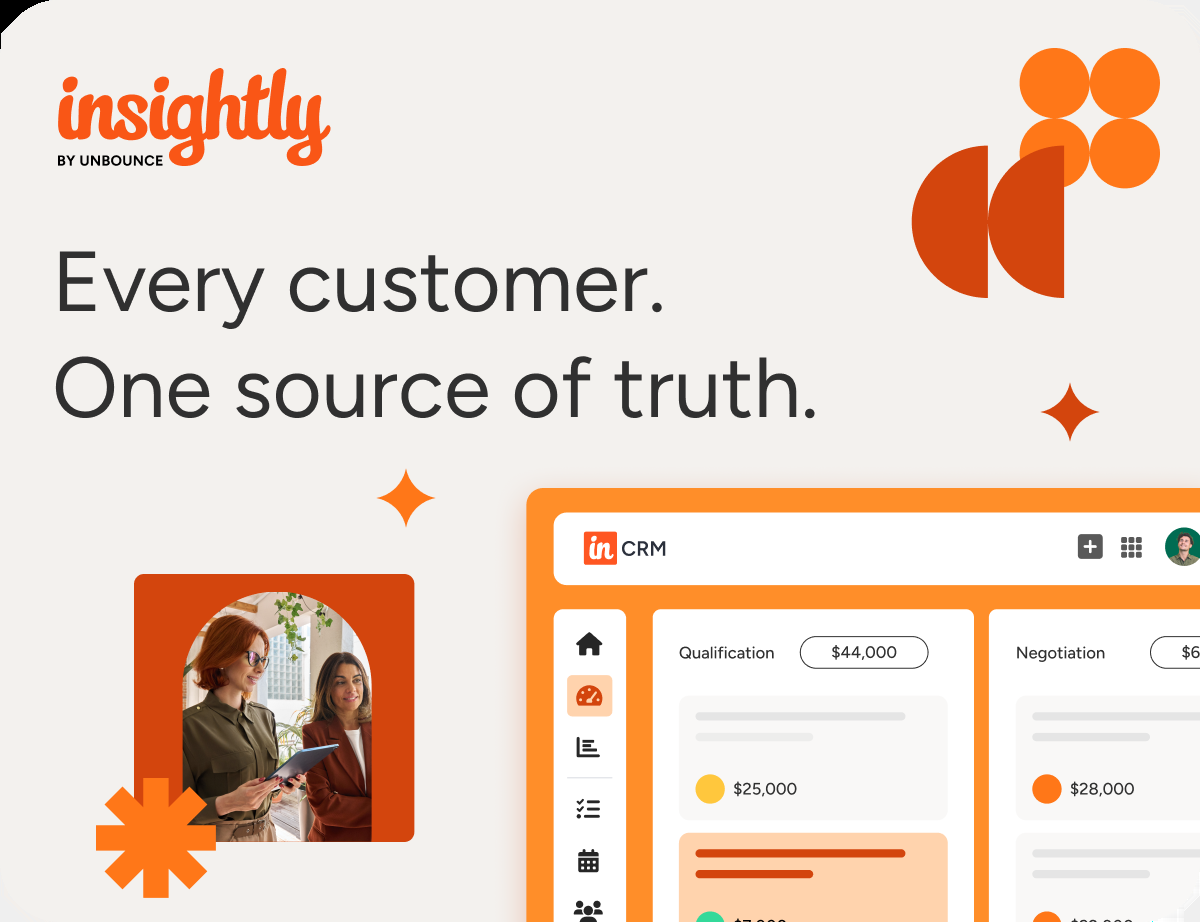 insightly
BY UNBOUNCE
Every customer.
One source of truth.
in CRM
Qualification
$44,000
Negotiation
$25,000
$28,000